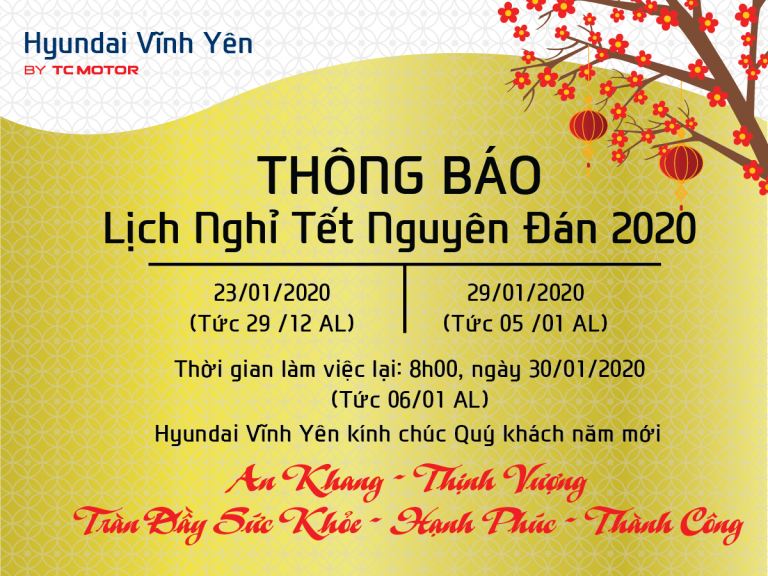 Hyundai Vĩnh Yên
BY TC MOTOR
THÔNG BÁO
Lịch Nghỉ Tết Nguyên Đán 2020
23/01/2020
(Tức 29 /12 AL)
29/01/2020
(Tức 05 /01 AL)
Thời gian làm việc lại: 8h00, ngày 30/01/2020
(Tức 06/01 AL)
Hyundai Vĩnh Yên kính chúc Quý khách năm mới
An Khang - Thịnh Vượng
Tràn Đầy Sức Khỏe - Hạnh Phúc - Thành Công